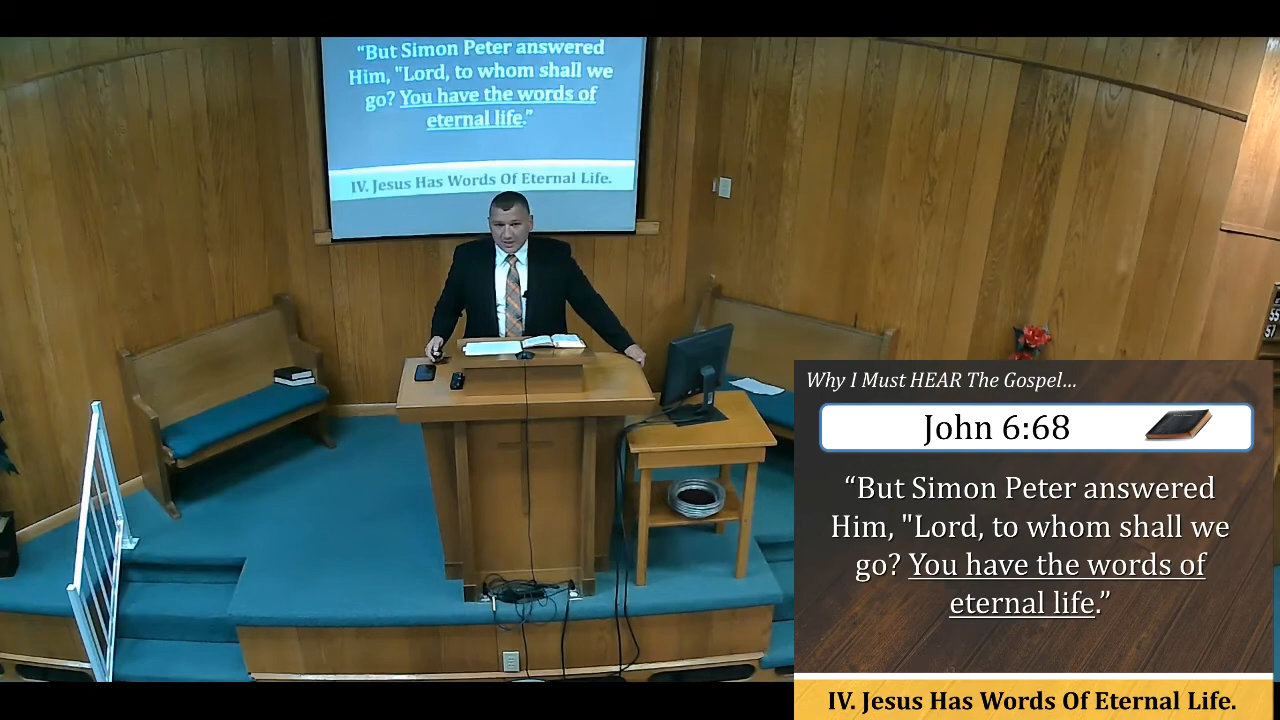 “But Simon Peter answered
Him, "Lord, to whom shall we
go? You have the words of
eternal life.”
IV. Jesus Has Words Of Eternal Life.
55
57
Why I Must HEAR The Gospel...
John 6:68
“But Simon Peter answered
Him, "Lord, to whom shall we
go? You have the words of
eternal life.”
IV. Jesus Has Words Of Eternal Life.